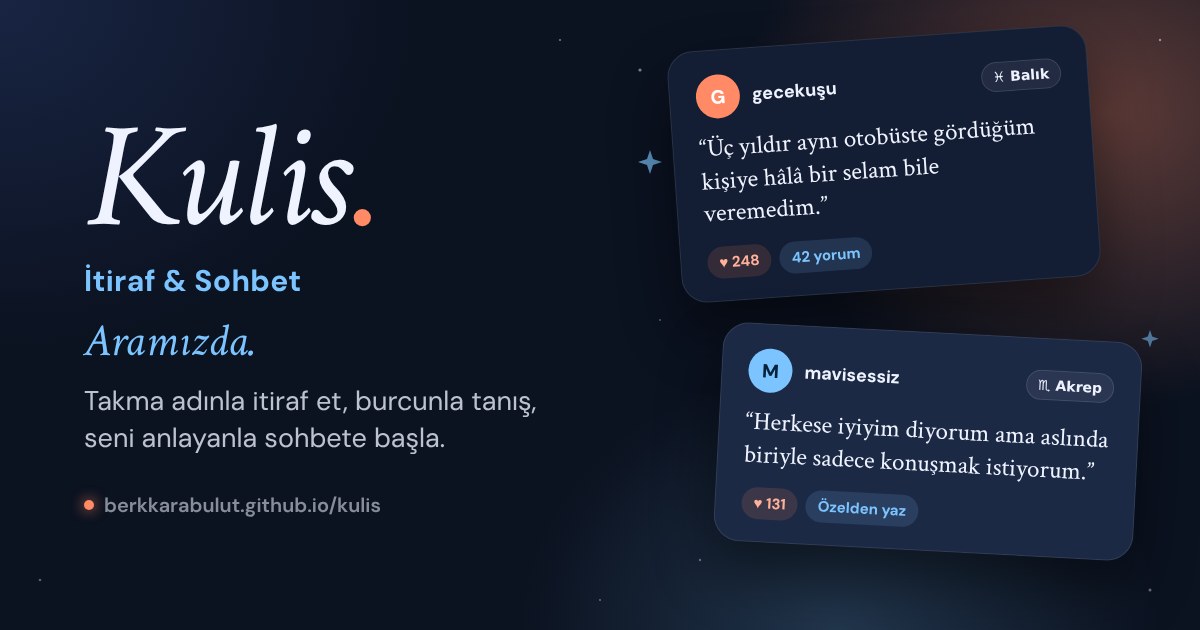 Kulis.
İtiraf & Sohbet
Aramızda.
Takma adınla itiraf et, burcunla tanış,
seni anlayanla sohbete başla.
berkkarabulut.github.io/kulis
G
gecekuşu
♓ Balık
“Üç yıldır aynı otobüste gördüğüm
kişiye hâlâ bir selam bile
veremedim.”
♥ 248
42 yorum
M
mavisessiz
♏ Akrep
“Herkese iyiyim diyorum ama aslında
biriyle sadece konuşmak istiyorum.”
♥ 131
Özelden yaz